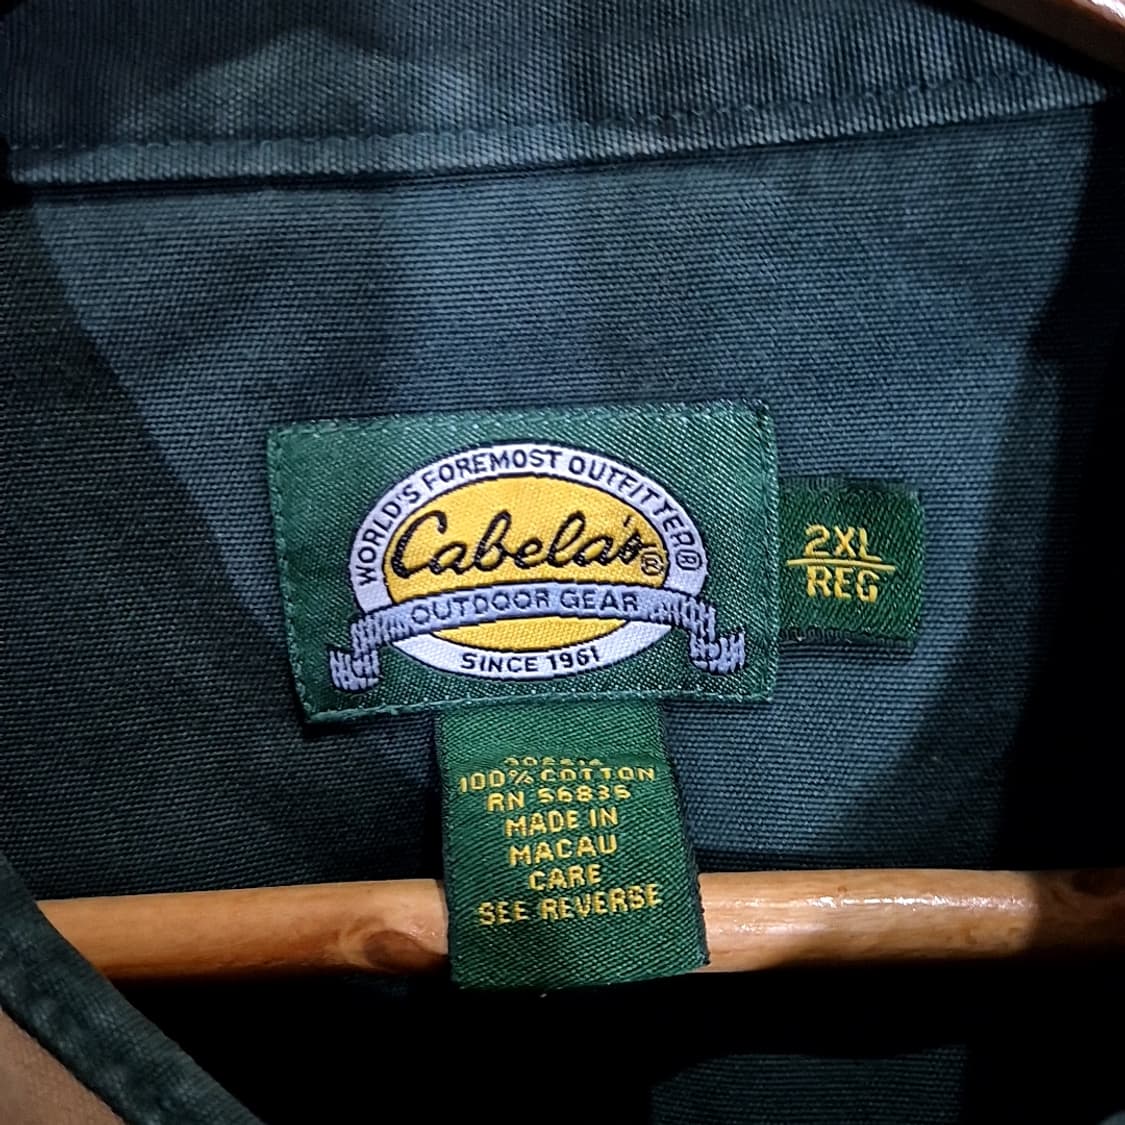 WORLD'S FOREMOST OUTFITTER®
Cabela's®
OUTDOOR GEAR
SINCE 1961
2XL
REG
100% COTTON
RN 56835
MADE IN
MACAU
CARE
SEE REVERSE